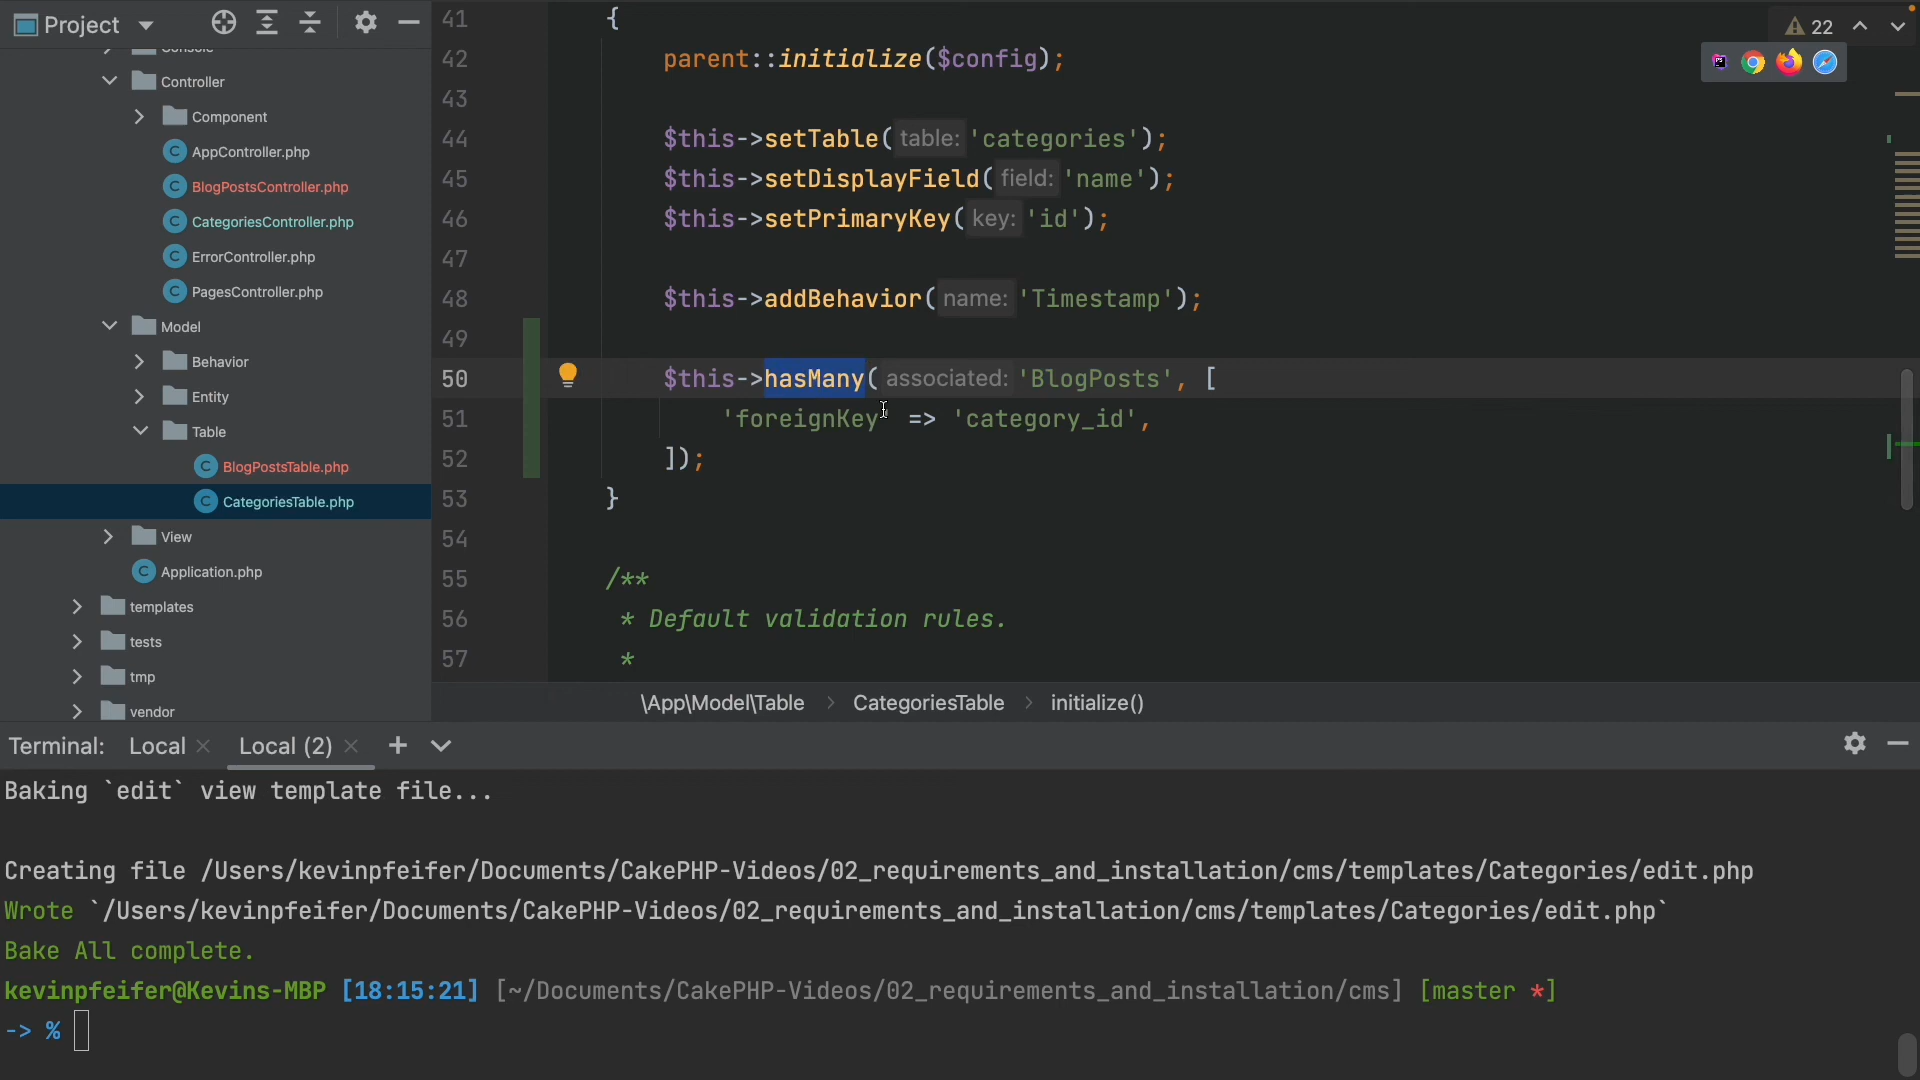 Project
Console
Controller
Component
AppController.php
BlogPostsController.php
CategoriesController.php
ErrorController.php
PagesController.php
Model
Behavior
Entity
Table
BlogPostsTable.php
CategoriesTable.php
View
Application.php
templates
tests
tmp
vendor
22
41 {
42 parent::initialize($config);
43
44 $this->setTable( table: 'categories');
45 $this->setDisplayField( field: 'name');
46 $this->setPrimaryKey( key: 'id');
47
48 $this->addBehavior( name: 'Timestamp');
49
50 $this->hasMany( associated: 'BlogPosts', [
51 'foreignKey' => 'category_id',
52 ]);
53 }
54
55 /**
56 * Default validation rules.
57 *
\App\Model\Table > CategoriesTable > initialize()
Terminal: Local × Local (2) × +
Baking `edit` view template file...
Creating file /Users/kevinpfeifer/Documents/CakePHP-Videos/02_requirements_and_installation/cms/templates/Categories/edit.php
Wrote `/Users/kevinpfeifer/Documents/CakePHP-Videos/02_requirements_and_installation/cms/templates/Categories/edit.php`
Bake All complete.
kevinpfeifer@Kevins-MBP [18:15:21] [~/Documents/CakePHP-Videos/02_requirements_and_installation/cms] [master *]
-> %